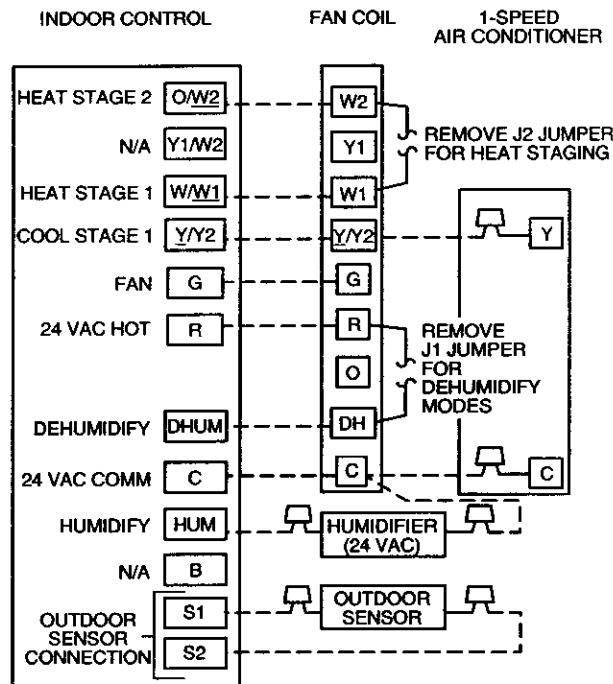 INDOOR CONTROL
FAN COIL
1-SPEED
AIR CONDITIONER
HEAT STAGE 2 O/W2 W2
REMOVE J2 JUMPER
FOR HEAT STAGING
N/A Y1/W2 Y1
HEAT STAGE 1 W/W1 W1
COOL STAGE 1 Y/Y2 Y/Y2 Y
FAN G G
24 VAC HOT R R
REMOVE
J1 JUMPER
FOR
DEHUMIDIFY
MODES
O
DEHUMIDIFY DHUM DH
24 VAC COMM C C C
HUMIDIFY HUM
HUMIDIFIER
(24 VAC)
N/A B
OUTDOOR
SENSOR
CONNECTION
S1
S2
OUTDOOR
SENSOR